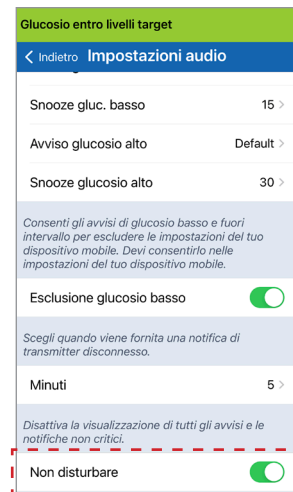 Glucosio entro livelli target
Indietro Impostazioni audio
Snooze gluc. basso 15
Avviso glucosio alto Default
Snooze glucosio alto 30
Consenti gli avvisi di glucosio basso e fuori
intervallo per escludere le impostazioni del tuo
dispositivo mobile. Devi consentirlo nelle
impostazioni del tuo dispositivo mobile.
Esclusione glucosio basso
Scegli quando viene fornita una notifica di
transmitter disconnesso.
Minuti 5
Disattiva la visualizzazione di tutti gli avvisi e le
notifiche non critici.
Non disturbare